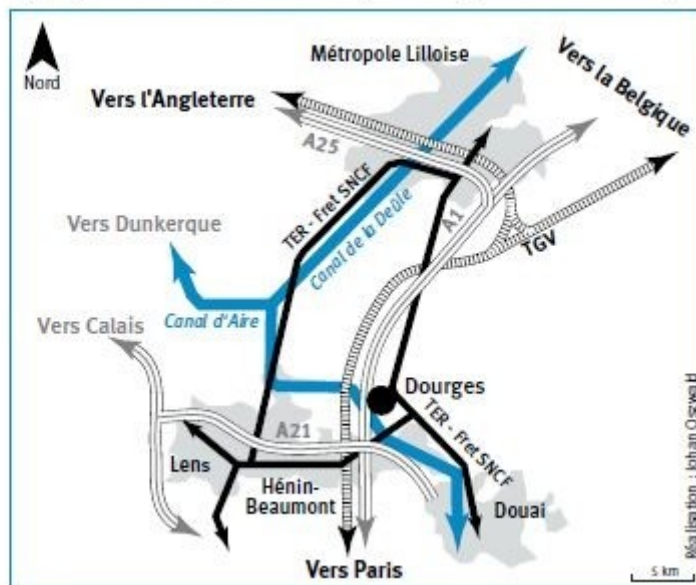 Nord
Métropole Lilloise
Vers l'Angleterre
Vers la Belgique
A25
TER - Fret SNCF
Canal de la Deûle
A1
Vers Dunkerque
TGV
Canal d'Aire
Vers Calais
Dourges
TER - Fret SNCF
A21
Lens
Hénin-
Beaumont
Douai
Vers Paris
Réalisation : Johan Oszwald
5 km